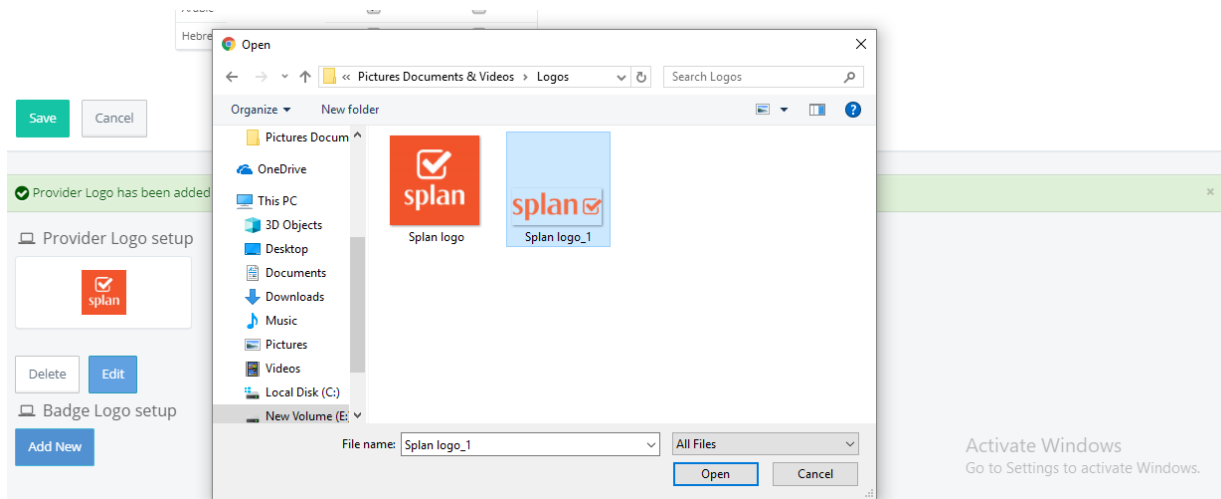 Hebre
Save
Cancel
Open
« Pictures Documents & Videos › Logos
Search Logos
Organize
New folder
Pictures Docum
OneDrive
This PC
3D Objects
Desktop
Documents
Downloads
Music
Pictures
Videos
Local Disk (C:)
New Volume (E:
splan
Splan logo
splan
Splan logo_1
File name:
Splan logo_1
All Files
Open
Cancel
Provider Logo has been added
×
Provider Logo setup
splan
Delete
Edit
Badge Logo setup
Add New
Activate Windows
Go to Settings to activate Windows.